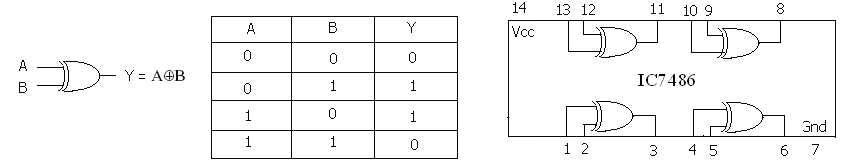 A
B
Y = A⊕B
A B Y
0 0 0
0 1 1
1 0 1
1 1 0
14 13 12 11 10 9 8
Vcc
IC7486
Gnd
1 2 3 4 5 6 7